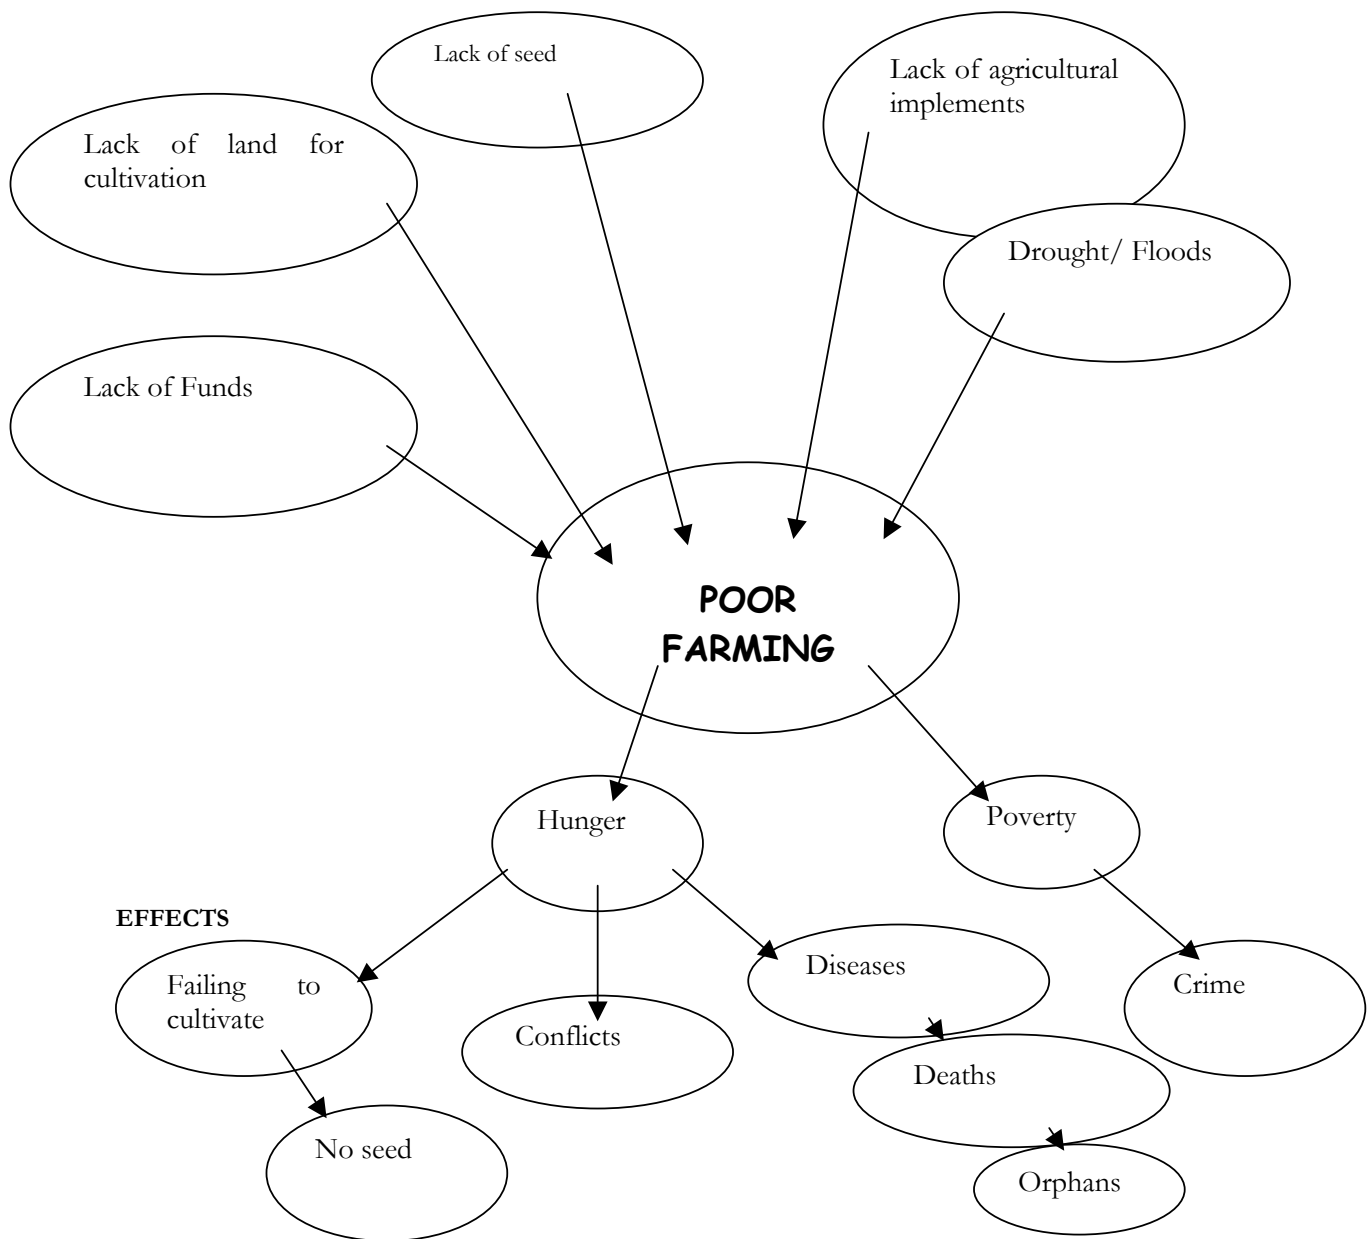 Lack of seed
Lack of agricultural
implements
Lack of land for
cultivation
Drought/ Floods
Lack of Funds
POOR
FARMING
Hunger
Poverty
EFFECTS
Failing to
cultivate
Conflicts
Diseases
Crime
Deaths
No seed
Orphans